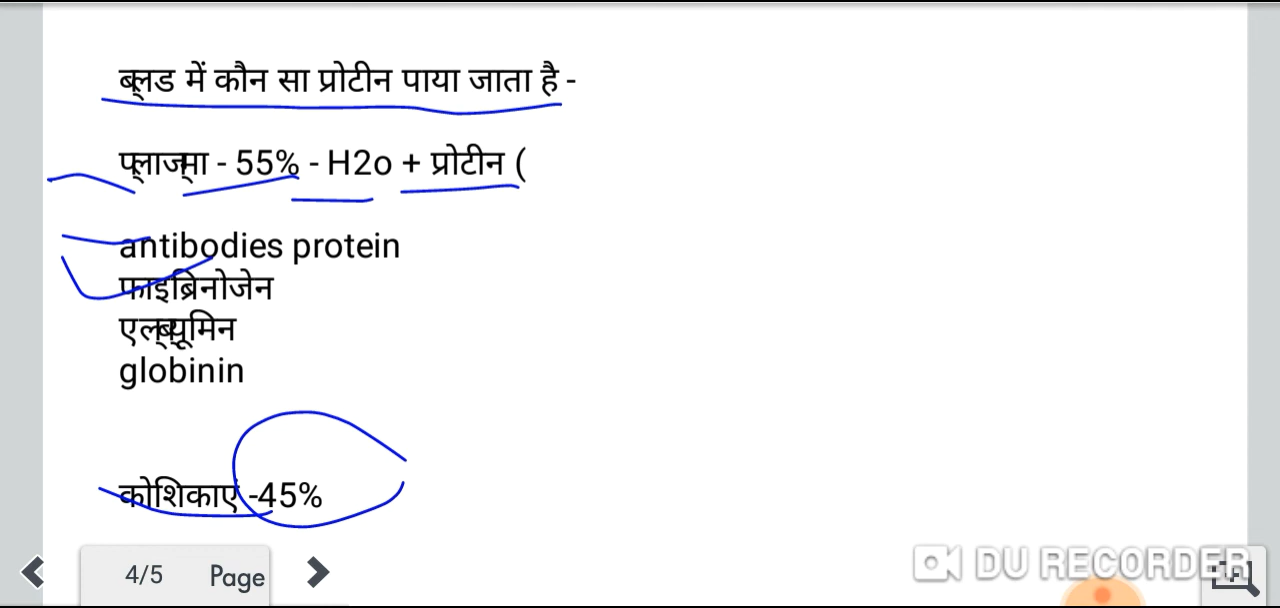 ब्लड में कौन सा प्रोटीन पाया जाता है -
प्लाज्मा - 55% - H2o + प्रोटीन (
antibodies protein
फाइब्रिनोजेन
एल्ब्यूमिन
globinin
कोशिकाएं -45%
4/5 Page
DU RECORDER